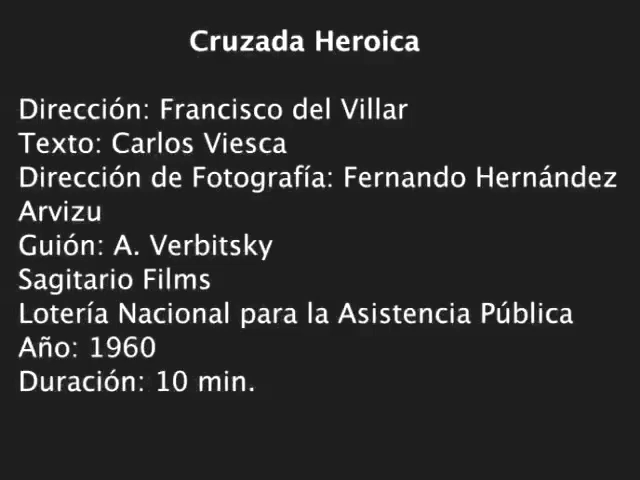 Cruzada Heroica
Dirección: Francisco del Villar
Texto: Carlos Viesca
Dirección de Fotografía: Fernando Hernández
Arvizu
Guión: A. Verbitsky
Sagitario Films
Lotería Nacional para la Asistencia Pública
Año: 1960
Duración: 10 min.